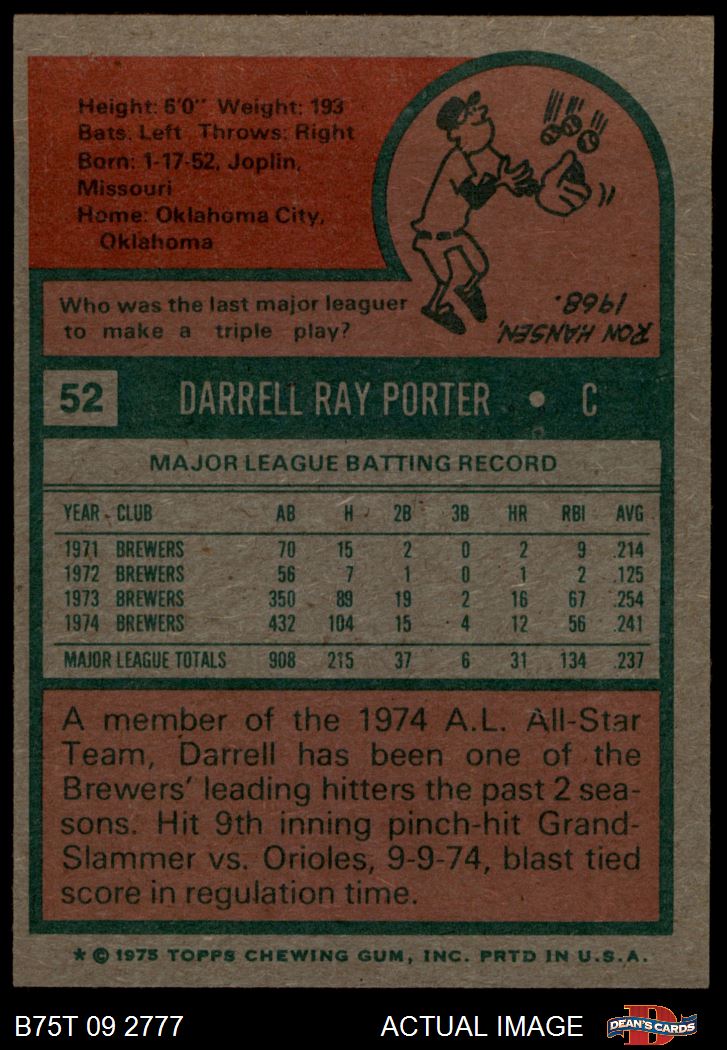 Height: 6'0" Weight: 193
Bats: Left Throws: Right
Born: 1-17-52, Joplin,
Missouri
Home: Oklahoma City,
Oklahoma
Who was the last major leaguer
to make a triple play?
RON HANSEN,
1968.
52 DARRELL RAY PORTER • C
MAJOR LEAGUE BATTING RECORD
YEAR CLUB AB H 2B 3B HR RBI AVG
1971 BREWERS 70 15 2 0 2 9 .214
1972 BREWERS 56 7 1 0 1 2 .125
1973 BREWERS 350 89 19 2 16 67 .254
1974 BREWERS 432 104 15 4 12 56 .241
MAJOR LEAGUE TOTALS 908 215 37 6 31 134 .237
A member of the 1974 A.L. All-Star
Team, Darrell has been one of the
Brewers' leading hitters the past 2 sea-
sons. Hit 9th inning pinch-hit Grand-
Slammer vs. Orioles, 9-9-74, blast tied
score in regulation time.
* © 1975 TOPPS CHEWING GUM, INC. PRTD IN U.S.A.
B75T 09 2777 ACTUAL IMAGE D DEAN'S CARDS